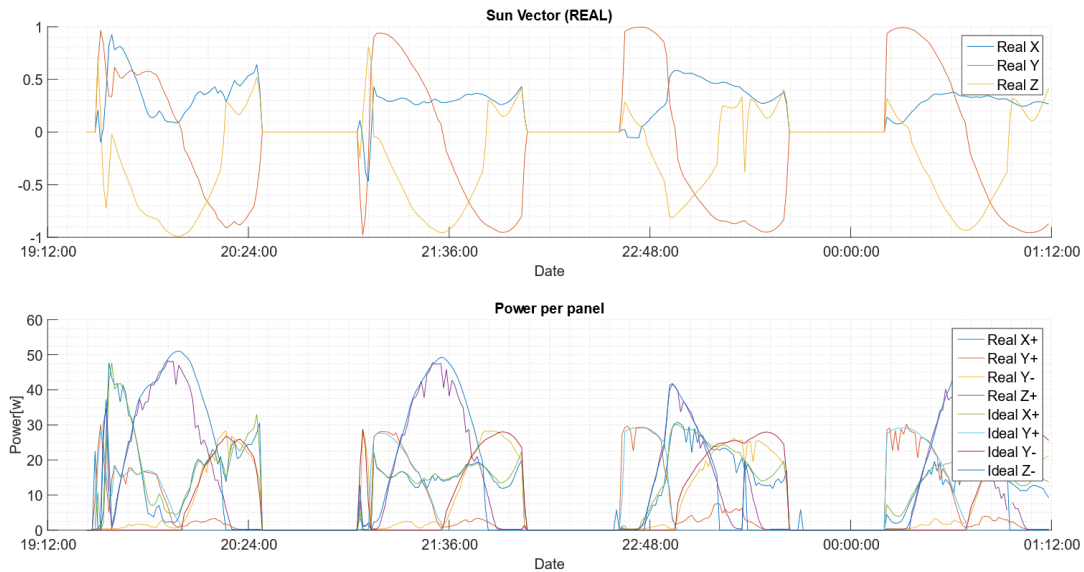 Sun Vector (REAL)
1
0.5
0
-0.5
-1
Real X
Real Y
Real Z
19:12:00 20:24:00 21:36:00 22:48:00 00:00:00 01:12:00
Date
Power per panel
60
50
40
30
20
10
0
Power[w]
Real X+
Real Y+
Real Y-
Real Z+
Ideal X+
Ideal Y+
Ideal Y-
Ideal Z-
19:12:00 20:24:00 21:36:00 22:48:00 00:00:00 01:12:00
Date